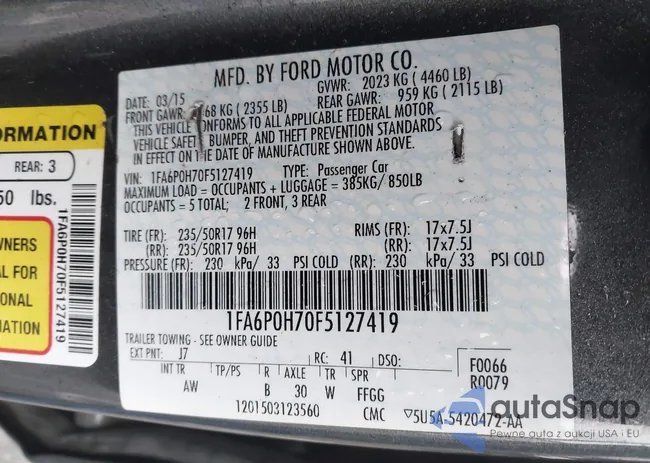 MFD. BY FORD MOTOR CO.
DATE: 03/15 GVWR: 2023 KG ( 4460 LB)
FRONT GAWR: 68 KG ( 2355 LB) REAR GAWR: 959 KG ( 2115 LB)
THIS VEHICLE CONFORMS TO ALL APPLICABLE FEDERAL MOTOR
VEHICLE SAFETY, BUMPER, AND THEFT PREVENTION STANDARDS
IN EFFECT ON THE DATE OF MANUFACTURE SHOWN ABOVE.
VIN: 1FA6P0H70F5127419 TYPE: Passenger Car
MAXIMUM LOAD = OCCUPANTS + LUGGAGE = 385KG/ 850LB
OCCUPANTS = 5 TOTAL; 2 FRONT, 3 REAR
TIRE (FR): 235/50R17 96H RIMS (FR): 17x7.5J
(RR): 235/50R17 96H (RR): 17x7.5J
PRESSURE (FR): 230 kPa/ 33 PSI COLD (RR): 230 kPa/ 33 PSI COLD
1FA6P0H70F5127419
TRAILER TOWING - SEE OWNER GUIDE
EXT PNT: J7 RC: 41 DSO: F0066
R0079
INT TR TP/PS R AXLE TR SPR
AW B 30 W FFGG
1201503123560 CMC 5U5A-5420472-AA
ORMATION
REAR: 3
50 lbs.
WNERS
AL FOR
ONAL
ATION
1FA6P0H70F5127419
autoSnap
Pewne auta z aukcji USA i EU